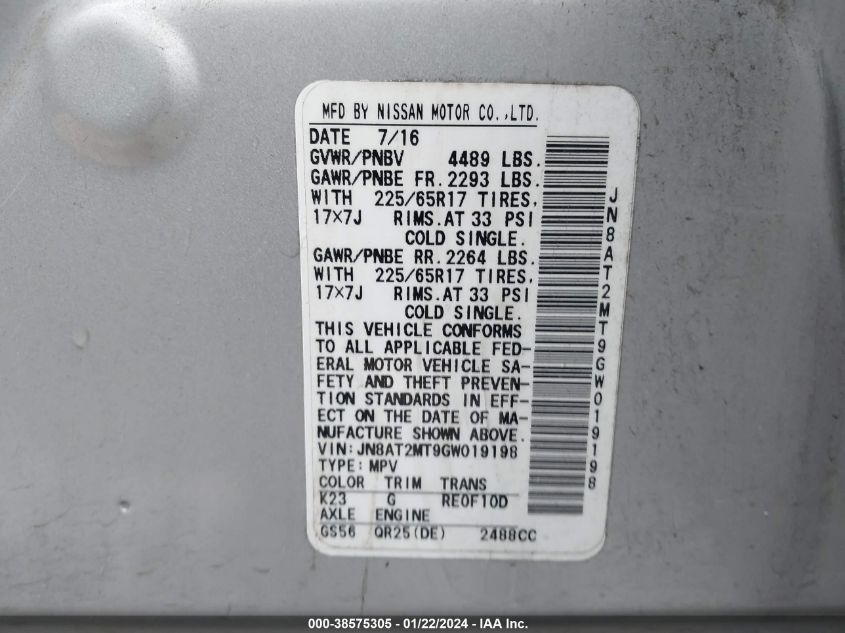 MFD BY NISSAN MOTOR CO.,LTD.
DATE 7/16
GVWR/PNBV 4489 LBS.
GAWR/PNBE FR. 2293 LBS.
WITH 225/65R17 TIRES,
17×7J RIMS.AT 33 PSI
COLD SINGLE.
GAWR/PNBE RR. 2264 LBS.
WITH 225/65R17 TIRES,
17×7J RIMS.AT 33 PSI
COLD SINGLE.
THIS VEHICLE CONFORMS
TO ALL APPLICABLE FED-
ERAL MOTOR VEHICLE SA-
FETY AND THEFT PREVEN-
TION STANDARDS IN EFF-
ECT ON THE DATE OF MA-
NUFACTURE SHOWN ABOVE.
VIN: JN8AT2MT9GW019198
TYPE: MPV
COLOR TRIM TRANS
K23 G RE0F10D
AXLE ENGINE
GS56 QR25(DE) 2488CC
JN8AT2MT9GW019198
000-38575305 - 01/22/2024 - IAA Inc.